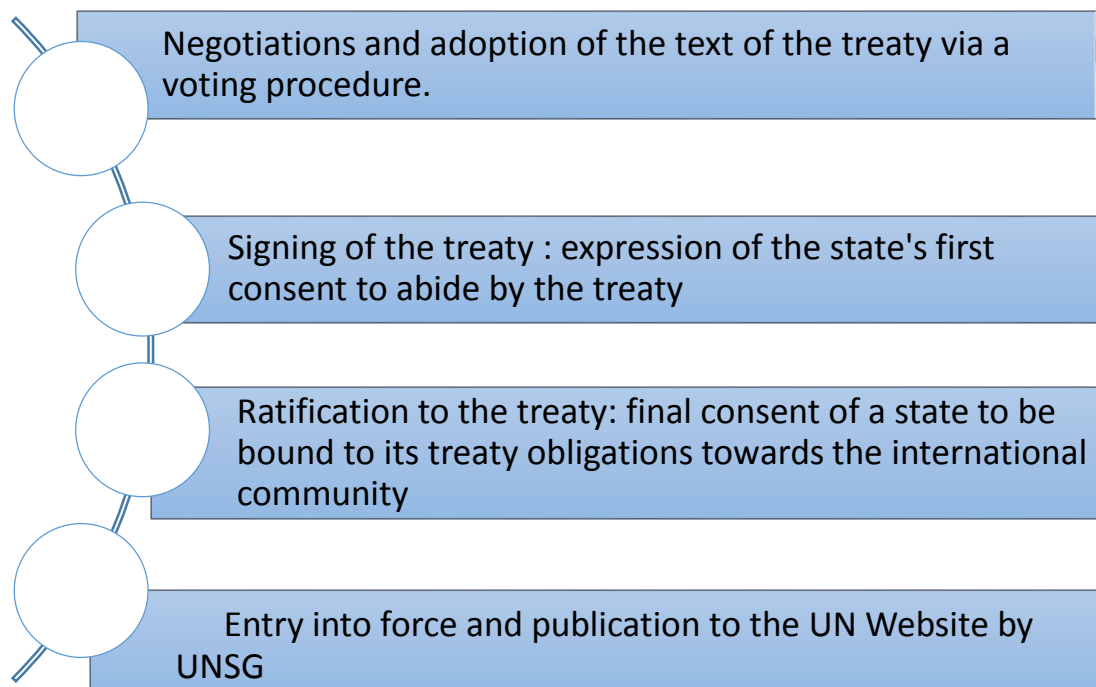 Negotiations and adoption of the text of the treaty via a
voting procedure.
Signing of the treaty : expression of the state's first
consent to abide by the treaty
Ratification to the treaty: final consent of a state to be
bound to its treaty obligations towards the international
community
Entry into force and publication to the UN Website by
UNSG